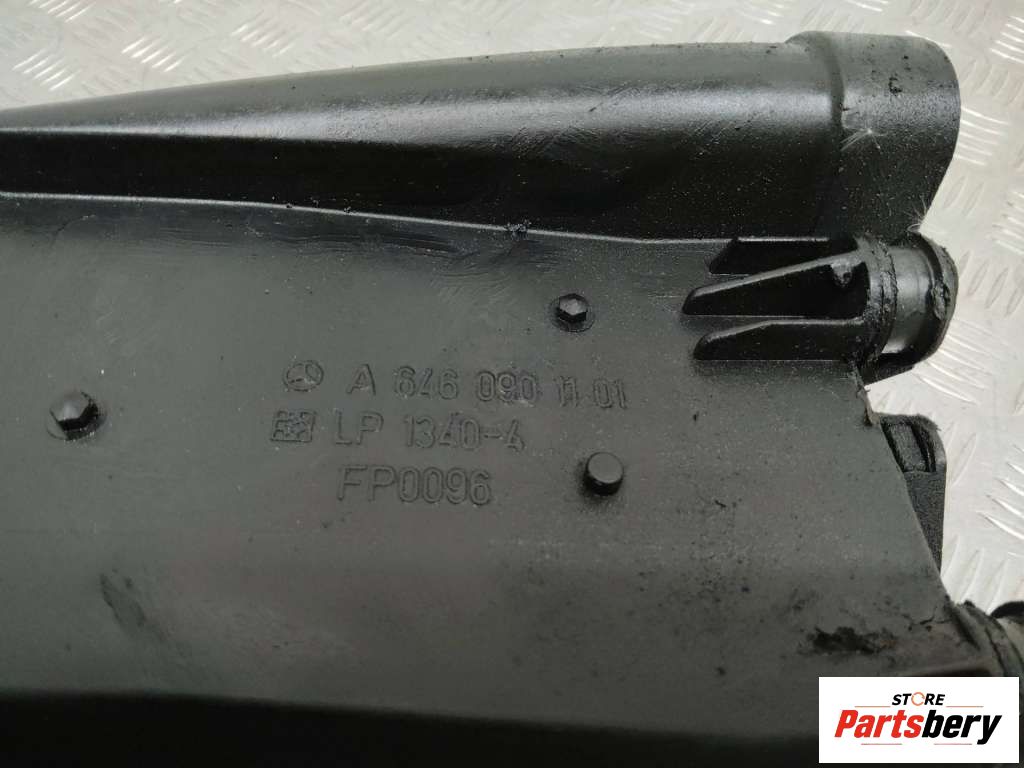 A 646 090 11 01
LP 1340-4
FP0096
STORE
Partsbery